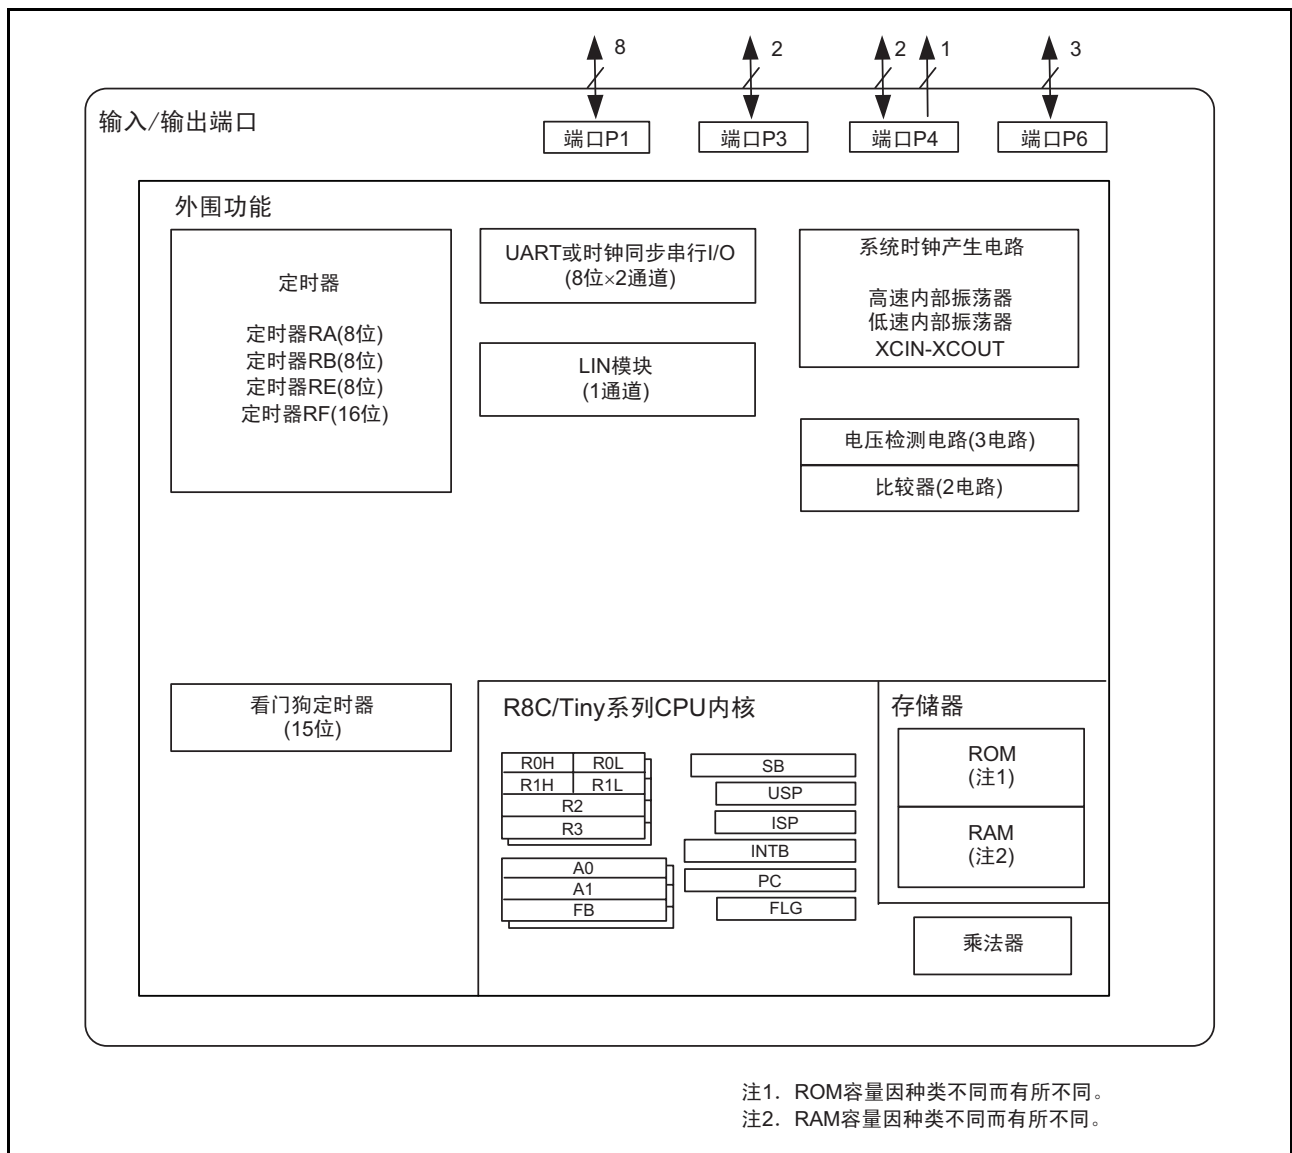 8
2
2
1
3
输入/输出端口
端口P1
端口P3
端口P4
端口P6
外围功能
定时器
定时器RA(8位)
定时器RB(8位)
定时器RE(8位)
定时器RF(16位)
UART或时钟同步串行I/O
(8位×2通道)
LIN模块
(1通道)
系统时钟产生电路
高速内部振荡器
低速内部振荡器
XCIN-XCOUT
电压检测电路(3电路)
比较器(2电路)
看门狗定时器
(15位)
R8C/Tiny系列CPU内核
R0H
R0L
R1H
R1L
R2
R3
A0
A1
FB
SB
USP
ISP
INTB
PC
FLG
存储器
ROM
(注1)
RAM
(注2)
乘法器
注1. ROM容量因种类不同而有所不同。
注2. RAM容量因种类不同而有所不同。